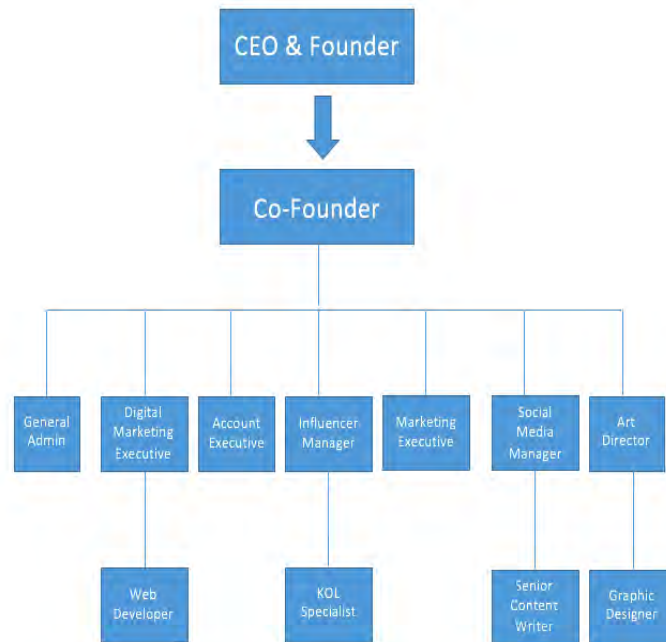 CEO & Founder
Co-Founder
General
Admin
Digital
Marketing
Executive
Account
Executive
Influencer
Manager
Marketing
Executive
Social
Media
Manager
Art
Director
Web
Developer
KOL
Specialist
Senior
Content
Writer
Graphic
Designer